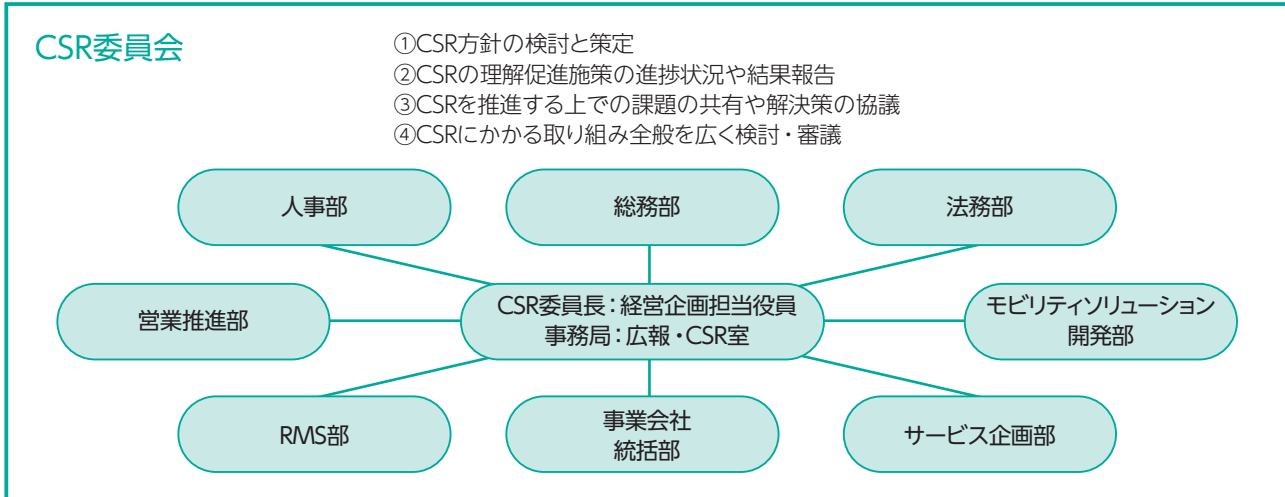 CSR委員会
①CSR方針の検討と策定
②CSRの理解促進施策の進捗状況や結果報告
③CSRを推進する上での課題の共有や解決策の協議
④CSRにかかる取り組み全般を広く検討・審議
人事部
総務部
法務部
営業推進部
CSR委員長：経営企画担当役員
事務局：広報・CSR室
モビリティソリューション
開発部
RMS部
事業会社
統括部
サービス企画部